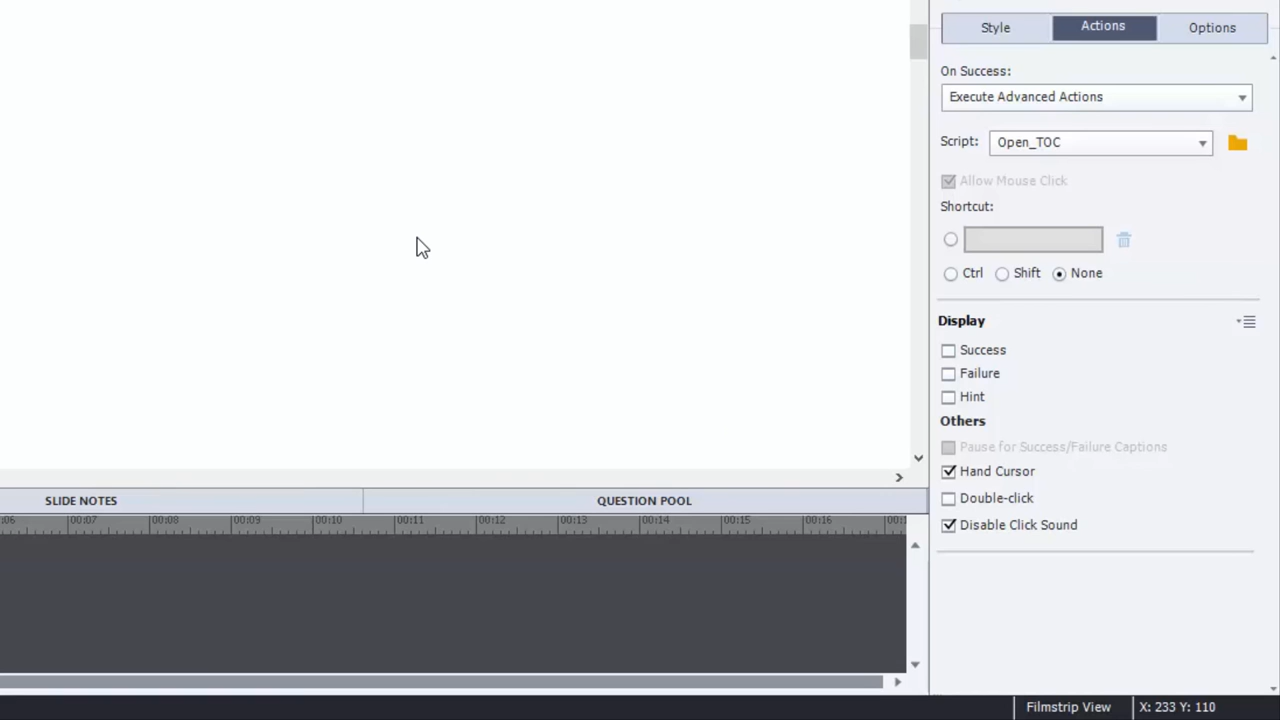 Style Actions Options
On Success:
Execute Advanced Actions
Script: Open_TOC
Allow Mouse Click
Shortcut:
Ctrl Shift None
Display
Success
Failure
Hint
Others
Pause for Success/Failure Captions
Hand Cursor
Double-click
Disable Click Sound
SLIDE NOTES QUESTION POOL
:06 00:07 00:08 00:09 00:10 00:11 00:12 00:13 00:14 00:15 00:16
Filmstrip View X: 233 Y: 110